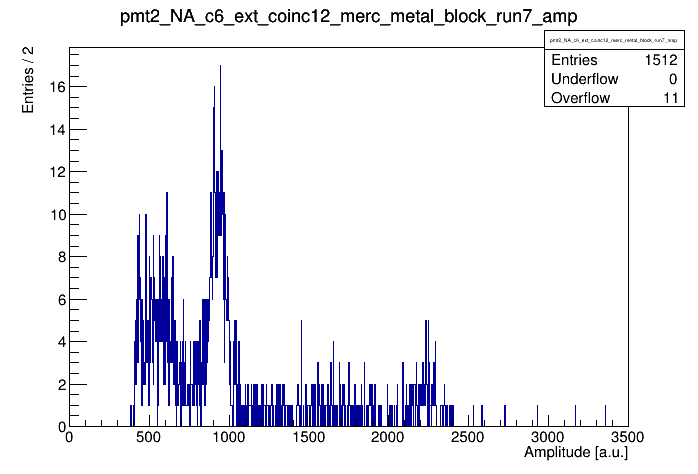 pmt2_NA_c6_ext_coinc12_merc_metal_block_run7_amp
pmt2_NA_c6_ext_coinc12_merc_metal_block_run7_amp
Entries 1512
Underflow 0
Overflow 11
Entries / 2
16
14
12
10
8
6
4
2
0
0 500 1000 1500 2000 2500 3000 3500
Amplitude [a.u.]